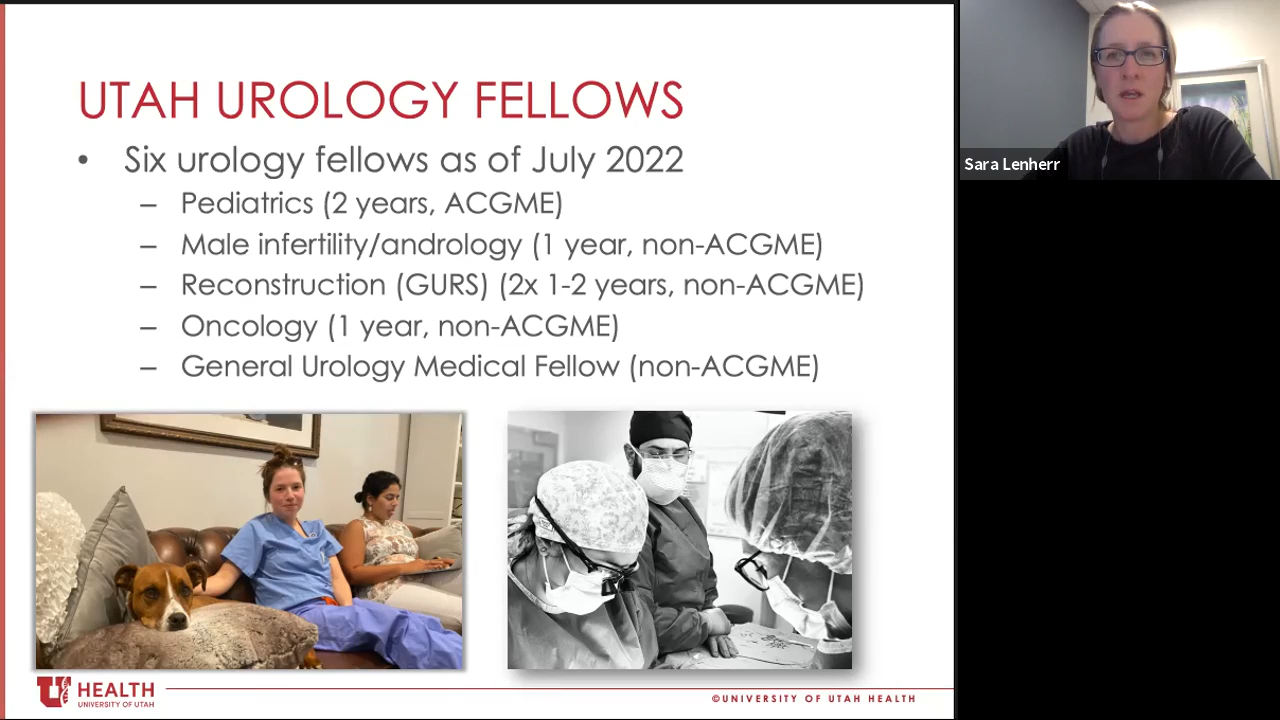 UTAH UROLOGY FELLOWS
• Six urology fellows as of July 2022
– Pediatrics (2 years, ACGME)
– Male infertility/andrology (1 year, non-ACGME)
– Reconstruction (GURS) (2x 1-2 years, non-ACGME)
– Oncology (1 year, non-ACGME)
– General Urology Medical Fellow (non-ACGME)
U HEALTH
UNIVERSITY OF UTAH
©UNIVERSITY OF UTAH HEALTH
Sara Lenherr